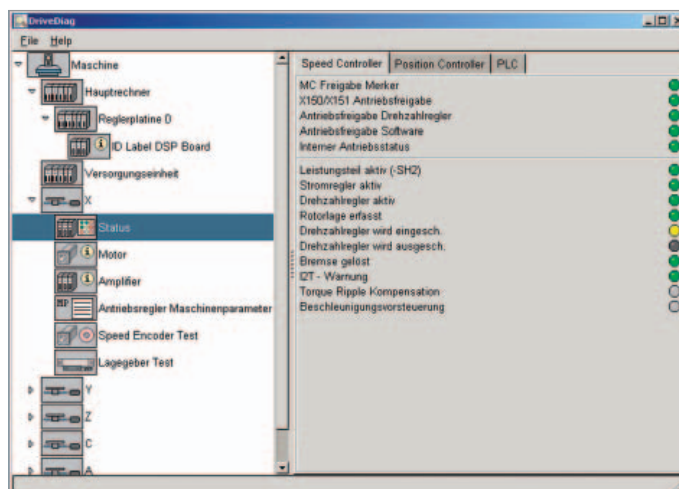 DriveDiag
File Help
Maschine
Hauptrechner
Reglerplatine 0
ID Label DSP Board
Versorgungseinheit
X
Status
Motor
Amplifier
MP
Antriebsregler Maschinenparameter
Speed Encoder Test
Lagegeber Test
Y
Z
C
A
Speed Controller Position Controller PLC
MC Freigabe Merker
X150/X151 Antriebsfreigabe
Antriebsfreigabe Drehzahlregler
Antriebsfreigabe Software
Interner Antriebsstatus
Leistungsteil aktiv (-SH2)
Stromregler aktiv
Drehzahlregler aktiv
Rotorlage erfasst
Drehzahlregler wird eingesch.
Drehzahlregler wird ausgesch.
Bremse gelöst
I2T - Warnung
Torque Ripple Kompensation
Beschleunigungsvorsteuerung